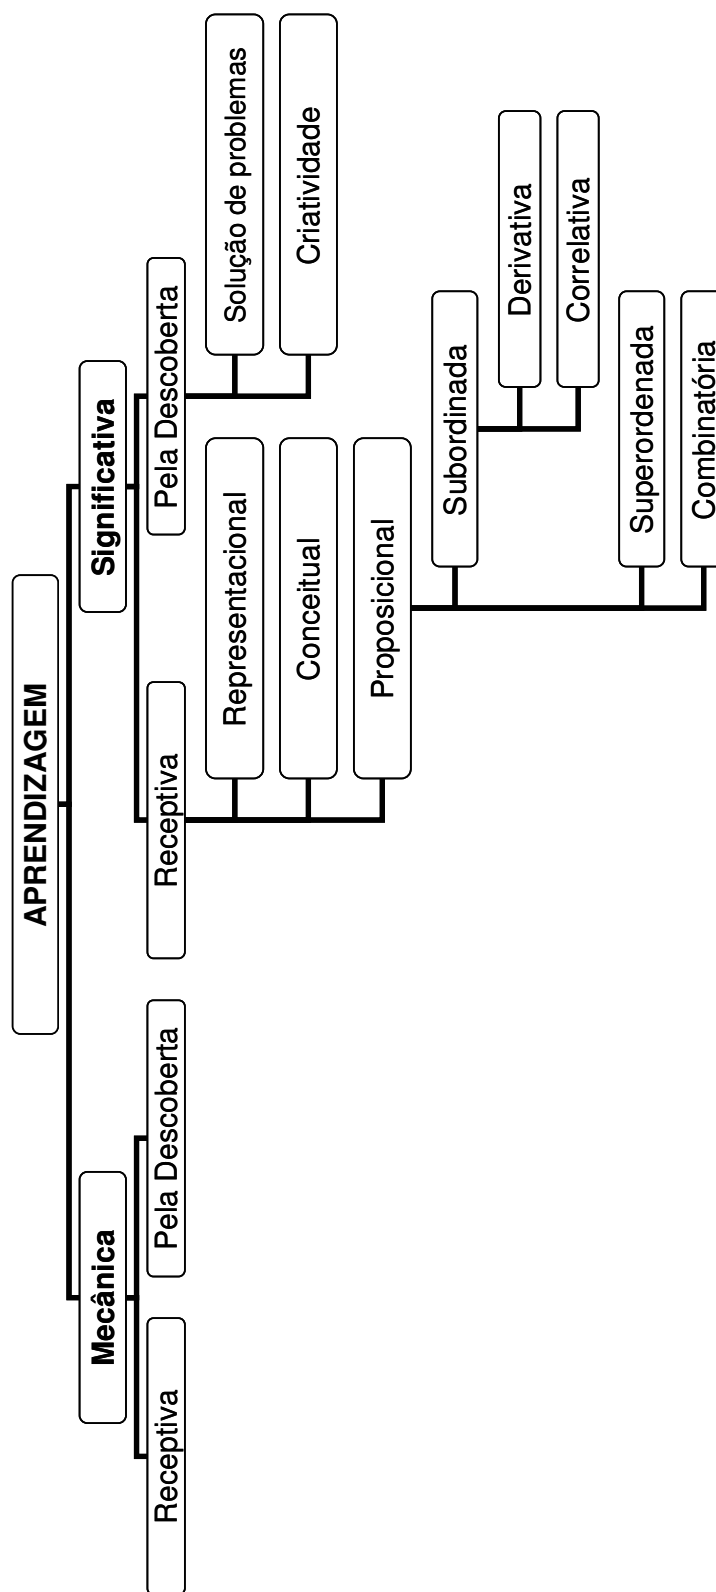 APRENDIZAGEM
Mecânica
Significativa
Receptiva
Pela Descoberta
Receptiva
Pela Descoberta
Representacional
Conceitual
Proposicional
Solução de problemas
Criatividade
Subordinada
Derivativa
Correlativa
Superordenada
Combinatória